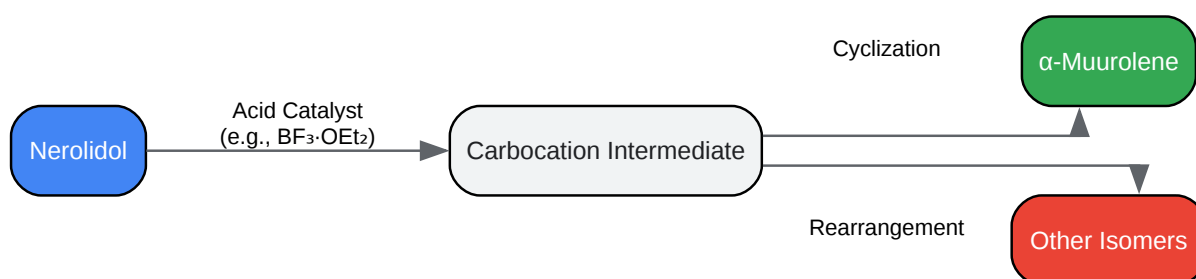 Cyclization
α-Muurolene
Acid Catalyst
(e.g., BF₃·OEt₂)
Nerolidol
Carbocation Intermediate
Rearrangement
Other Isomers